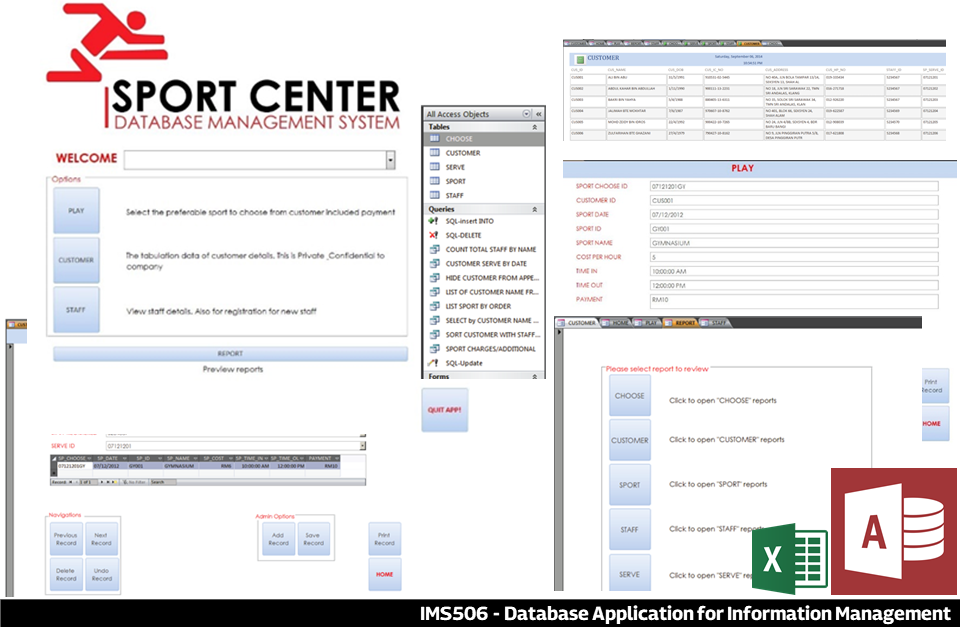 SPORT CENTER
DATABASE MANAGEMENT SYSTEM
WELCOME
Options
PLAY
Select the preferable sport to choose from customer included payment
CUSTOMER
The tabulation data of customer details. This is Private _Confidential to
company
STAFF
View staff details. Also for registration for new staff
REPORT
Preview reports
All Access Objects
Tables
CHOOSE
CUSTOMER
SERVE
SPORT
STAFF
Queries
SQL-insert INTO
SQL-DELETE
COUNT TOTAL STAFF BY NAME
CUSTOMER SERVE BY DATE
HIDE CUSTOMER FROM APPE...
LIST OF CUSTOMER NAME FR...
LIST SPORT BY ORDER
SELECT by CUSTOMER NAME ...
SORT CUSTOMER WITH STAFF...
SPORT CHARGES/ADDITIONAL
SQL-Update
Forms
QUIT APP!
CUSTOMER
PLAY
SPORT CHOOSE ID 07121201GY
CUSTOMER ID CUS001
SPORT DATE 07/12/2012
SPORT ID GY001
SPORT NAME GYMNASIUM
COST PER HOUR 5
TIME IN 10:00:00 AM
TIME OUT 12:00:00 PM
PAYMENT RM10
CUSTOMER HOME PLAY REPORT STAFF
Please select report to review
CHOOSE Click to open "CHOOSE" reports
CUSTOMER Click to open "CUSTOMER" reports
SPORT Click to open "SPORT" reports
STAFF Click to open "STAFF" repo
SERVE Click to open "SERVE" re
Print
Record
HOME
SERVE ID 07121201
SP_CHOOSE SP_DATE SP_ID SP_NAME SP_COST SP_TIME_IN SP_TIME_OU PAYMENT
07121201GY 07/12/2012 GY001 GYMNASIUM RM5 10:00:00 AM 12:00:00 PM RM10
Record: 1 of 1 No Filter Search
Navigations
Previous
Record
Next
Record
Delete
Record
Undo
Record
Admin Options
Add
Record
Save
Record
Print
Record
HOME
X
A
IMS506 - Database Application for Information Management